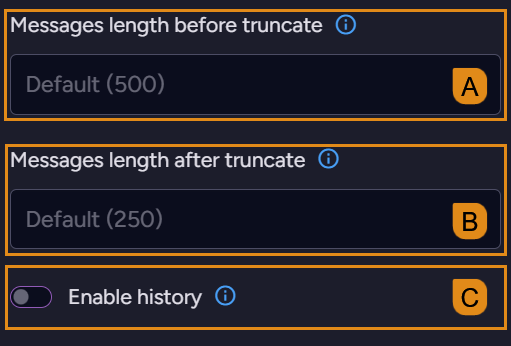 Messages length before truncate
Default (500)
A
Messages length after truncate
Default (250)
B
Enable history
C